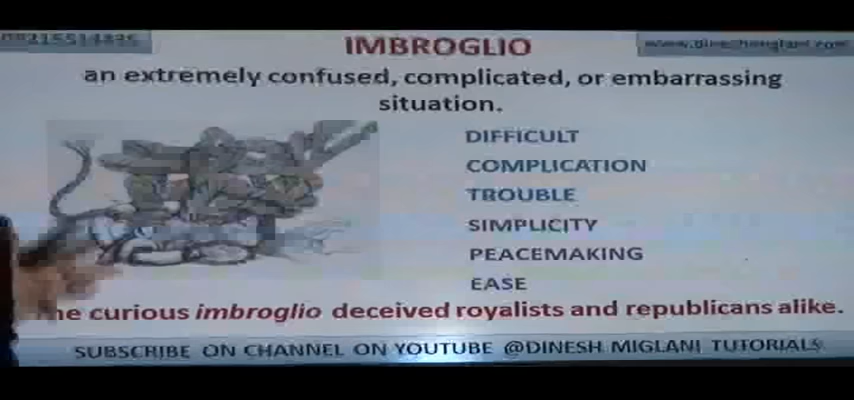 IMBROGLIO
an extremely confused, complicated, or embarrassing
situation.
DIFFICULT
COMPLICATION
TROUBLE
SIMPLICITY
PEACEMAKING
EASE
he curious imbroglio deceived royalists and republicans alike.
SUBSCRIBE ON CHANNEL ON YOUTUBE @DINESH MIGLANI TUTORIALS